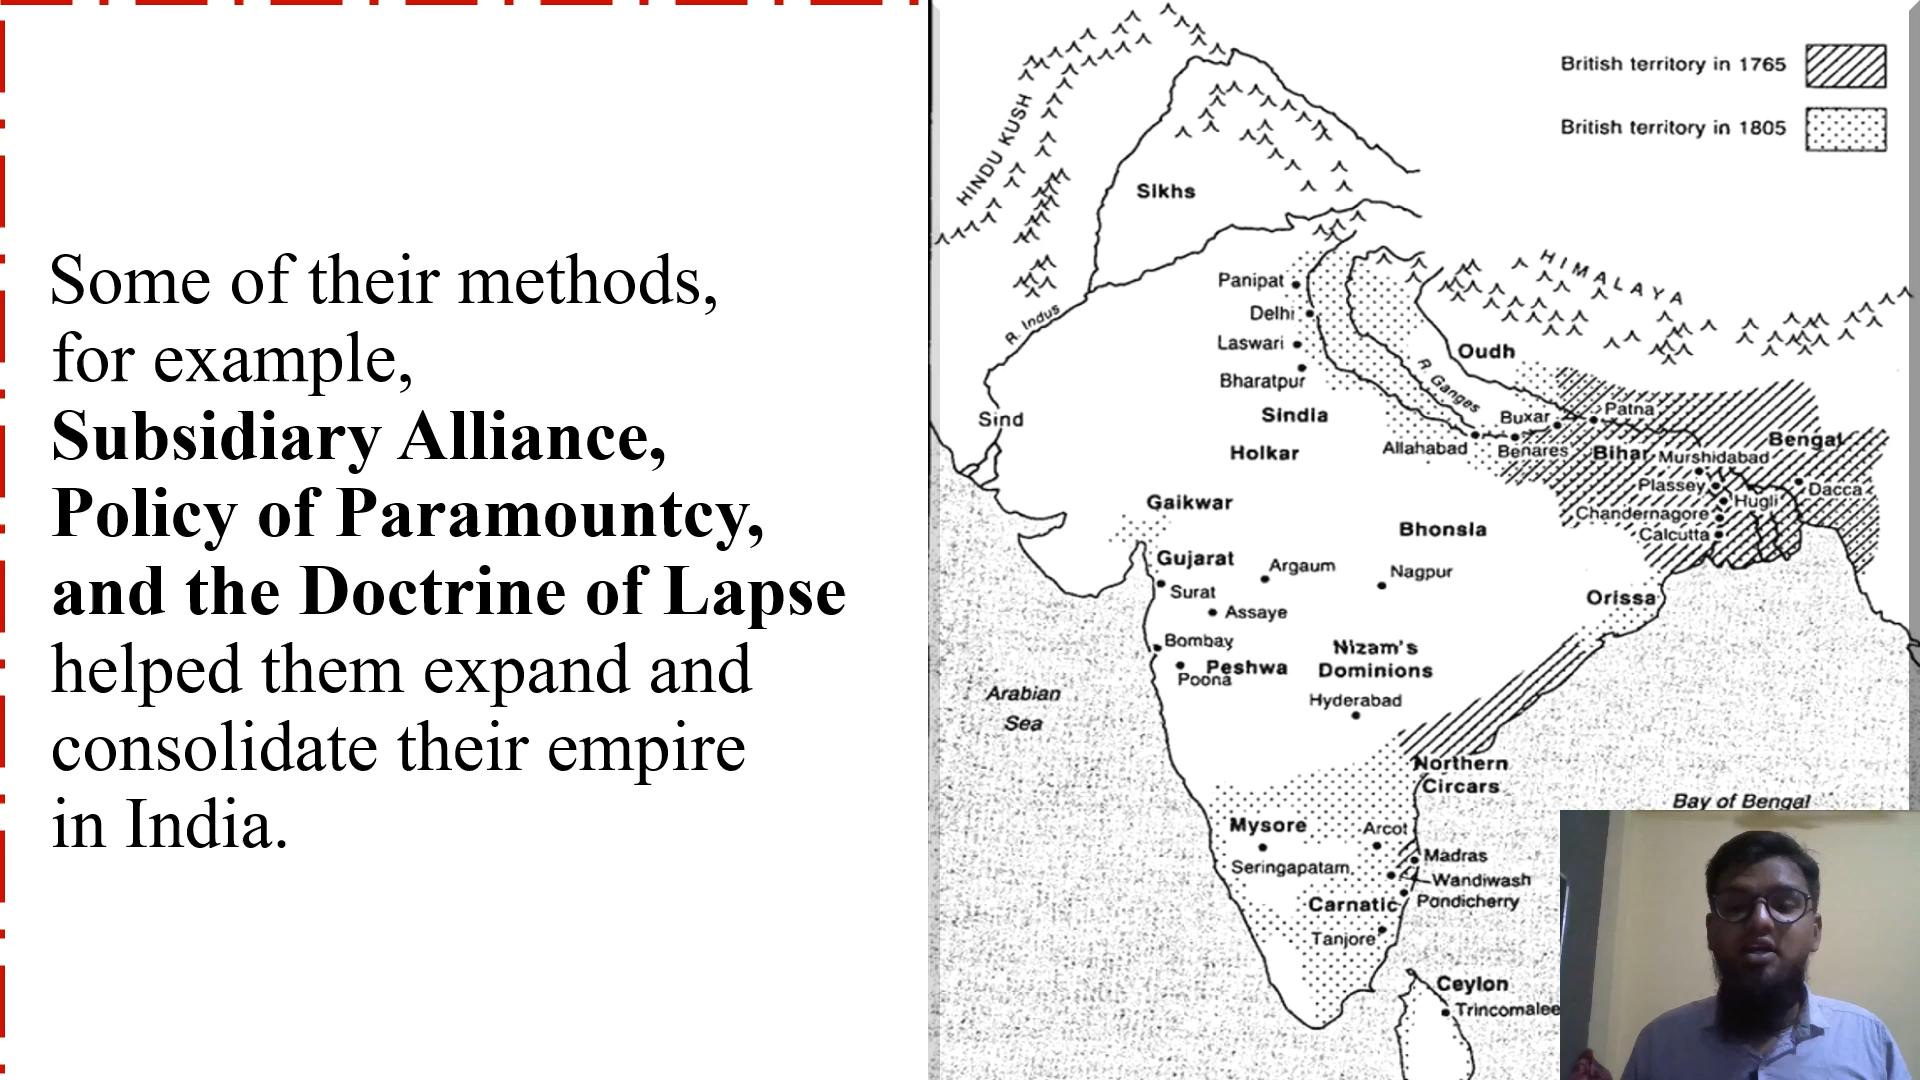 Some of their methods,
for example,
Subsidiary Alliance,
Policy of Paramountcy,
and the Doctrine of Lapse
helped them expand and
consolidate their empire
in India.
British territory in 1765
British territory in 1805
HINDU KUSH
Sikhs
HIMALAYA
Panipat
R. Indus
Delhi
Laswari
Oudh
Bharatpur
R. Ganges
Sind
Sindia
Buxar
Patna
Holkar
Allahabad
Benares
Bihar
Bengal
Murshidabad
Plassey
Dacca
Gaikwar
Hugli
Chandernagore
Bhonsla
Calcutta
Gujarat
Argaum
Nagpur
Surat
Orissa
Assaye
Bombay
Nizam's
Dominions
Peshwa
Poona
Arabian
Sea
Hyderabad
Northern
Circars
Bay of Bengal
Mysore
Arcot
Seringapatam
Madras
Wandiwash
Carnatic
Pondicherry
Tanjore
Ceylon
Trincomalee